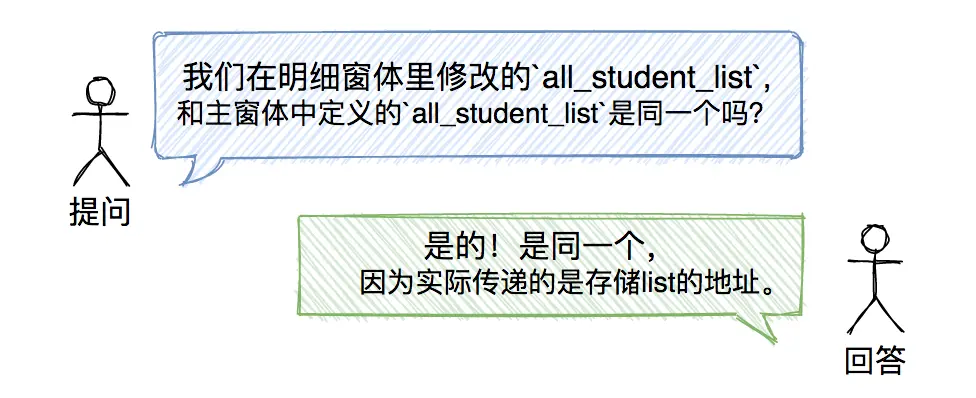 我们在明细窗体里修改的`all_student_list`,
和主窗体中定义的`all_student_list`是同一个吗？
提问
是的！是同一个，
因为实际传递的是存储list的地址。
回答